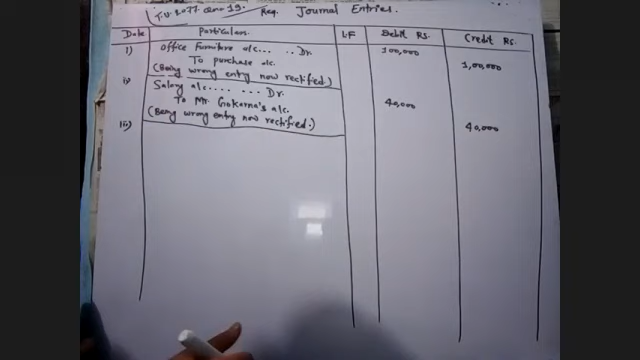 T.U. 2077 Q.no 19. Req. Journal Entries.
Date Particulars L.F Debit Rs. Credit Rs.
i) Office Furniture a/c... .. Dr. 100,000
To purchase a/c. 1,00,000
(Being wrong entry now rectified)
ii) Salary a/c.... ... Dr. 40,000
To Mr. Gokarna's a/c. 40,000
(Being wrong entry now rectified.)
iii)